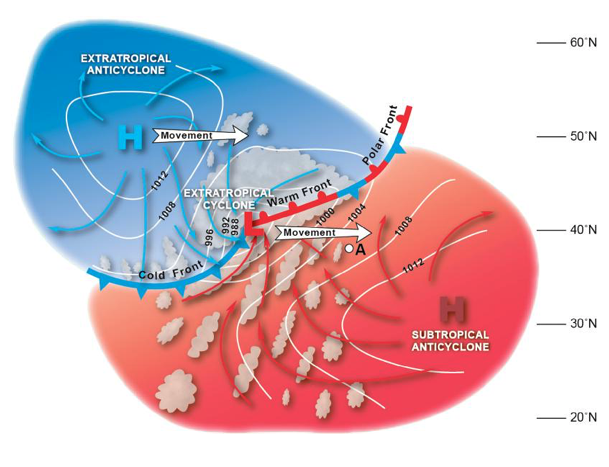 60°N
EXTRATROPICAL
ANTICYCLONE
H
Movement
50°N
Polar Front
1012
1008
EXTRATROPICAL
CYCLONE
Warm Front
L
996
992
988
1000
1004
1008
Movement
A
40°N
Cold Front
1012
H
30°N
SUBTROPICAL
ANTICYCLONE
20°N